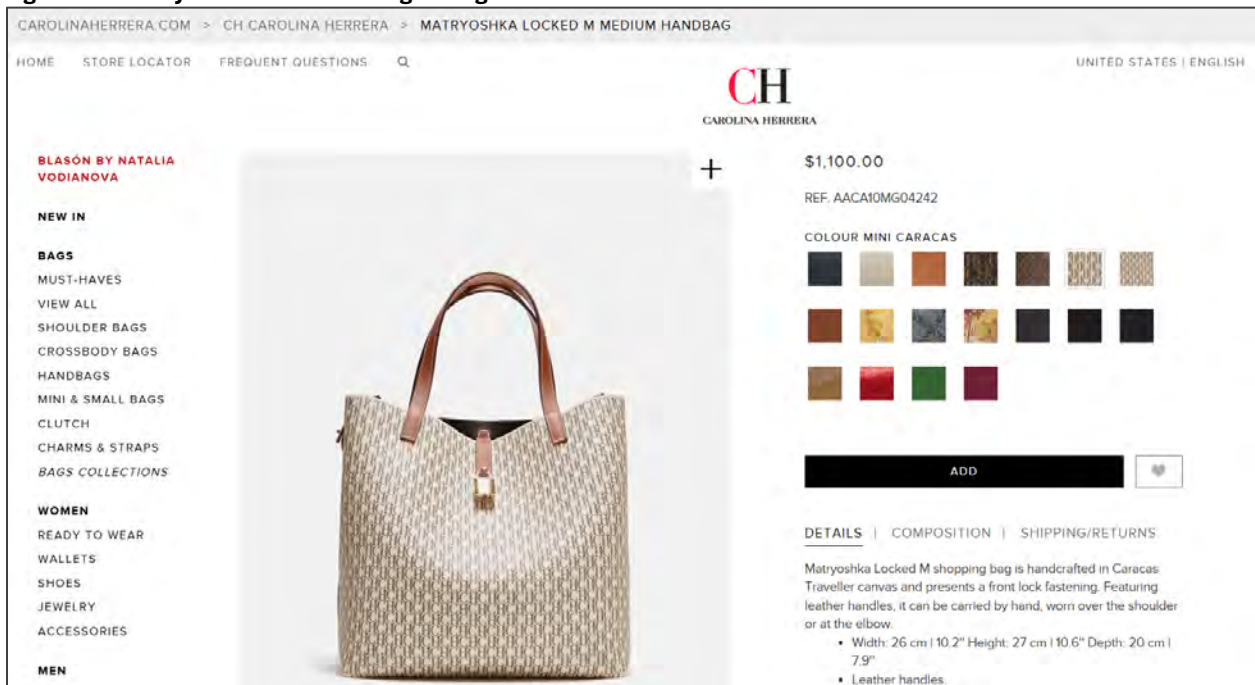 CAROLINAHERRERA.COM > CH CAROLINA HERRERA > MATRYOSHKA LOCKED M MEDIUM HANDBAG
HOME STORE LOCATOR FREQUENT QUESTIONS UNITED STATES | ENGLISH
CH
CAROLINA HERRERA
BLASÓN BY NATALIA
VODIANOVA
NEW IN
BAGS
MUST-HAVES
VIEW ALL
SHOULDER BAGS
CROSSBODY BAGS
HANDBAGS
MINI & SMALL BAGS
CLUTCH
CHARMS & STRAPS
BAGS COLLECTIONS
WOMEN
READY TO WEAR
WALLETS
SHOES
JEWELRY
ACCESSORIES
MEN
+
$1,100.00
REF. AACA10MG04242
COLOUR MINI CARACAS
ADD
DETAILS | COMPOSITION | SHIPPING/RETURNS
Matryoshka Locked M shopping bag is handcrafted in Caracas
Traveller canvas and presents a front lock fastening. Featuring
leather handles, it can be carried by hand, worn over the shoulder
or at the elbow.
• Width: 26 cm | 10.2" Height: 27 cm | 10.6" Depth: 20 cm |
7.9"
• Leather handles.